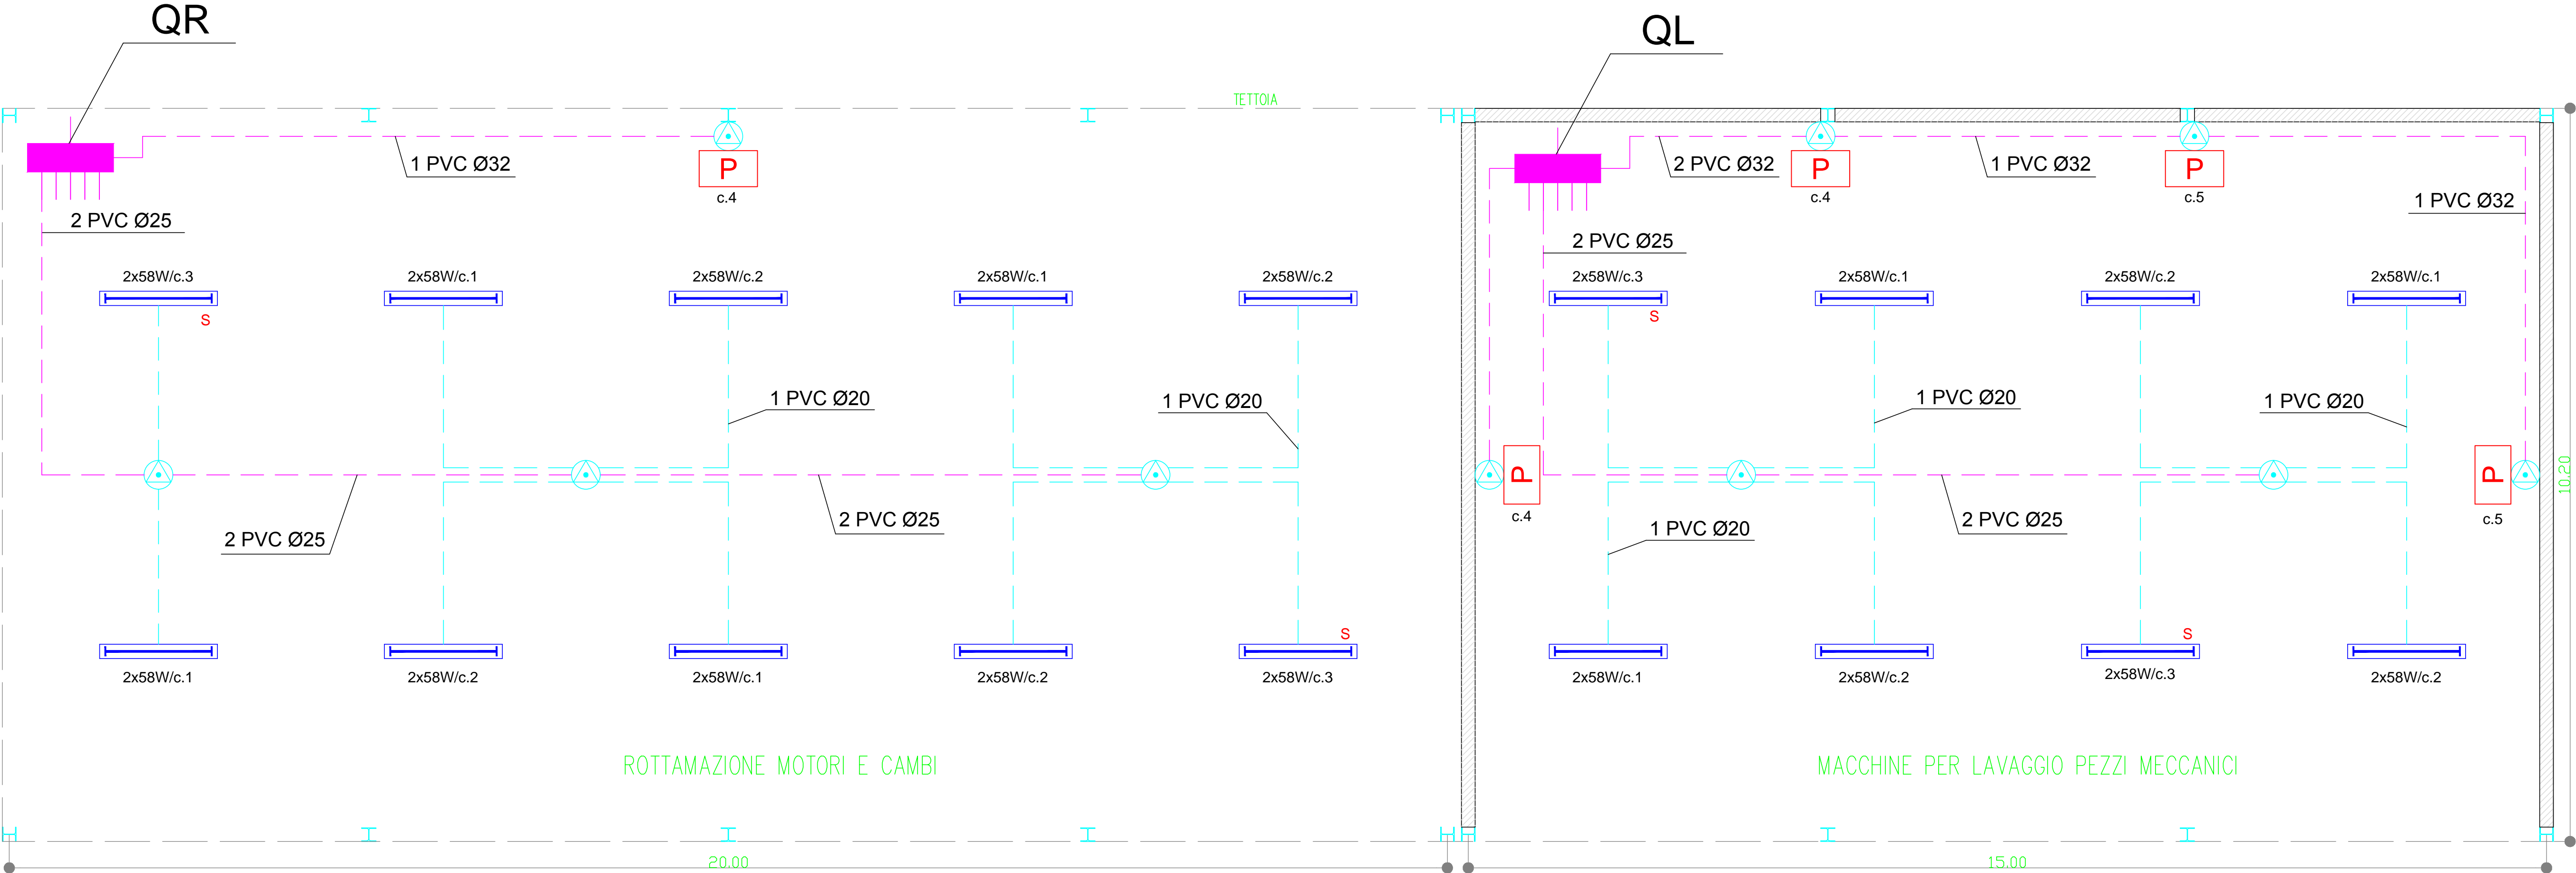 QR
QL
TETTOIA
1 PVC Ø32
P
c.4
2 PVC Ø32
P
c.4
1 PVC Ø32
P
c.5
1 PVC Ø32
2 PVC Ø25
2 PVC Ø25
2x58W/c.3
2x58W/c.1
2x58W/c.2
2x58W/c.1
2x58W/c.2
2x58W/c.3
2x58W/c.1
2x58W/c.2
2x58W/c.1
S
S
1 PVC Ø20
1 PVC Ø20
1 PVC Ø20
1 PVC Ø20
P
c.4
P
c.5
10.20
2 PVC Ø25
2 PVC Ø25
1 PVC Ø20
2 PVC Ø25
S
S
2x58W/c.1
2x58W/c.2
2x58W/c.1
2x58W/c.2
2x58W/c.3
2x58W/c.1
2x58W/c.2
2x58W/c.3
2x58W/c.2
ROTTAMAZIONE MOTORI E CAMBI
MACCHINE PER LAVAGGIO PEZZI MECCANICI
20.00
15.00